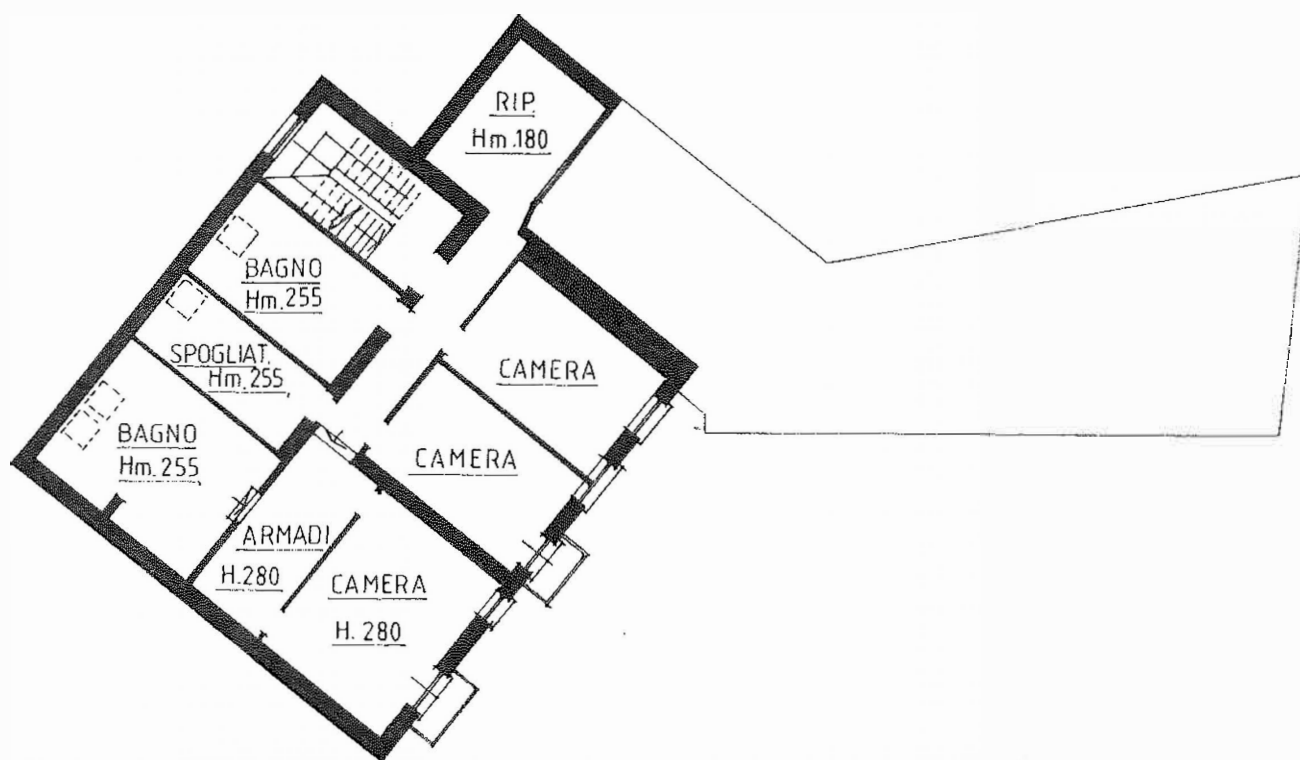 RIP.
Hm.180
BAGNO
Hm.255
SPOGLIAT.
Hm.255
BAGNO
Hm.255
CAMERA
CAMERA
ARMADI
H.280
CAMERA
H. 280